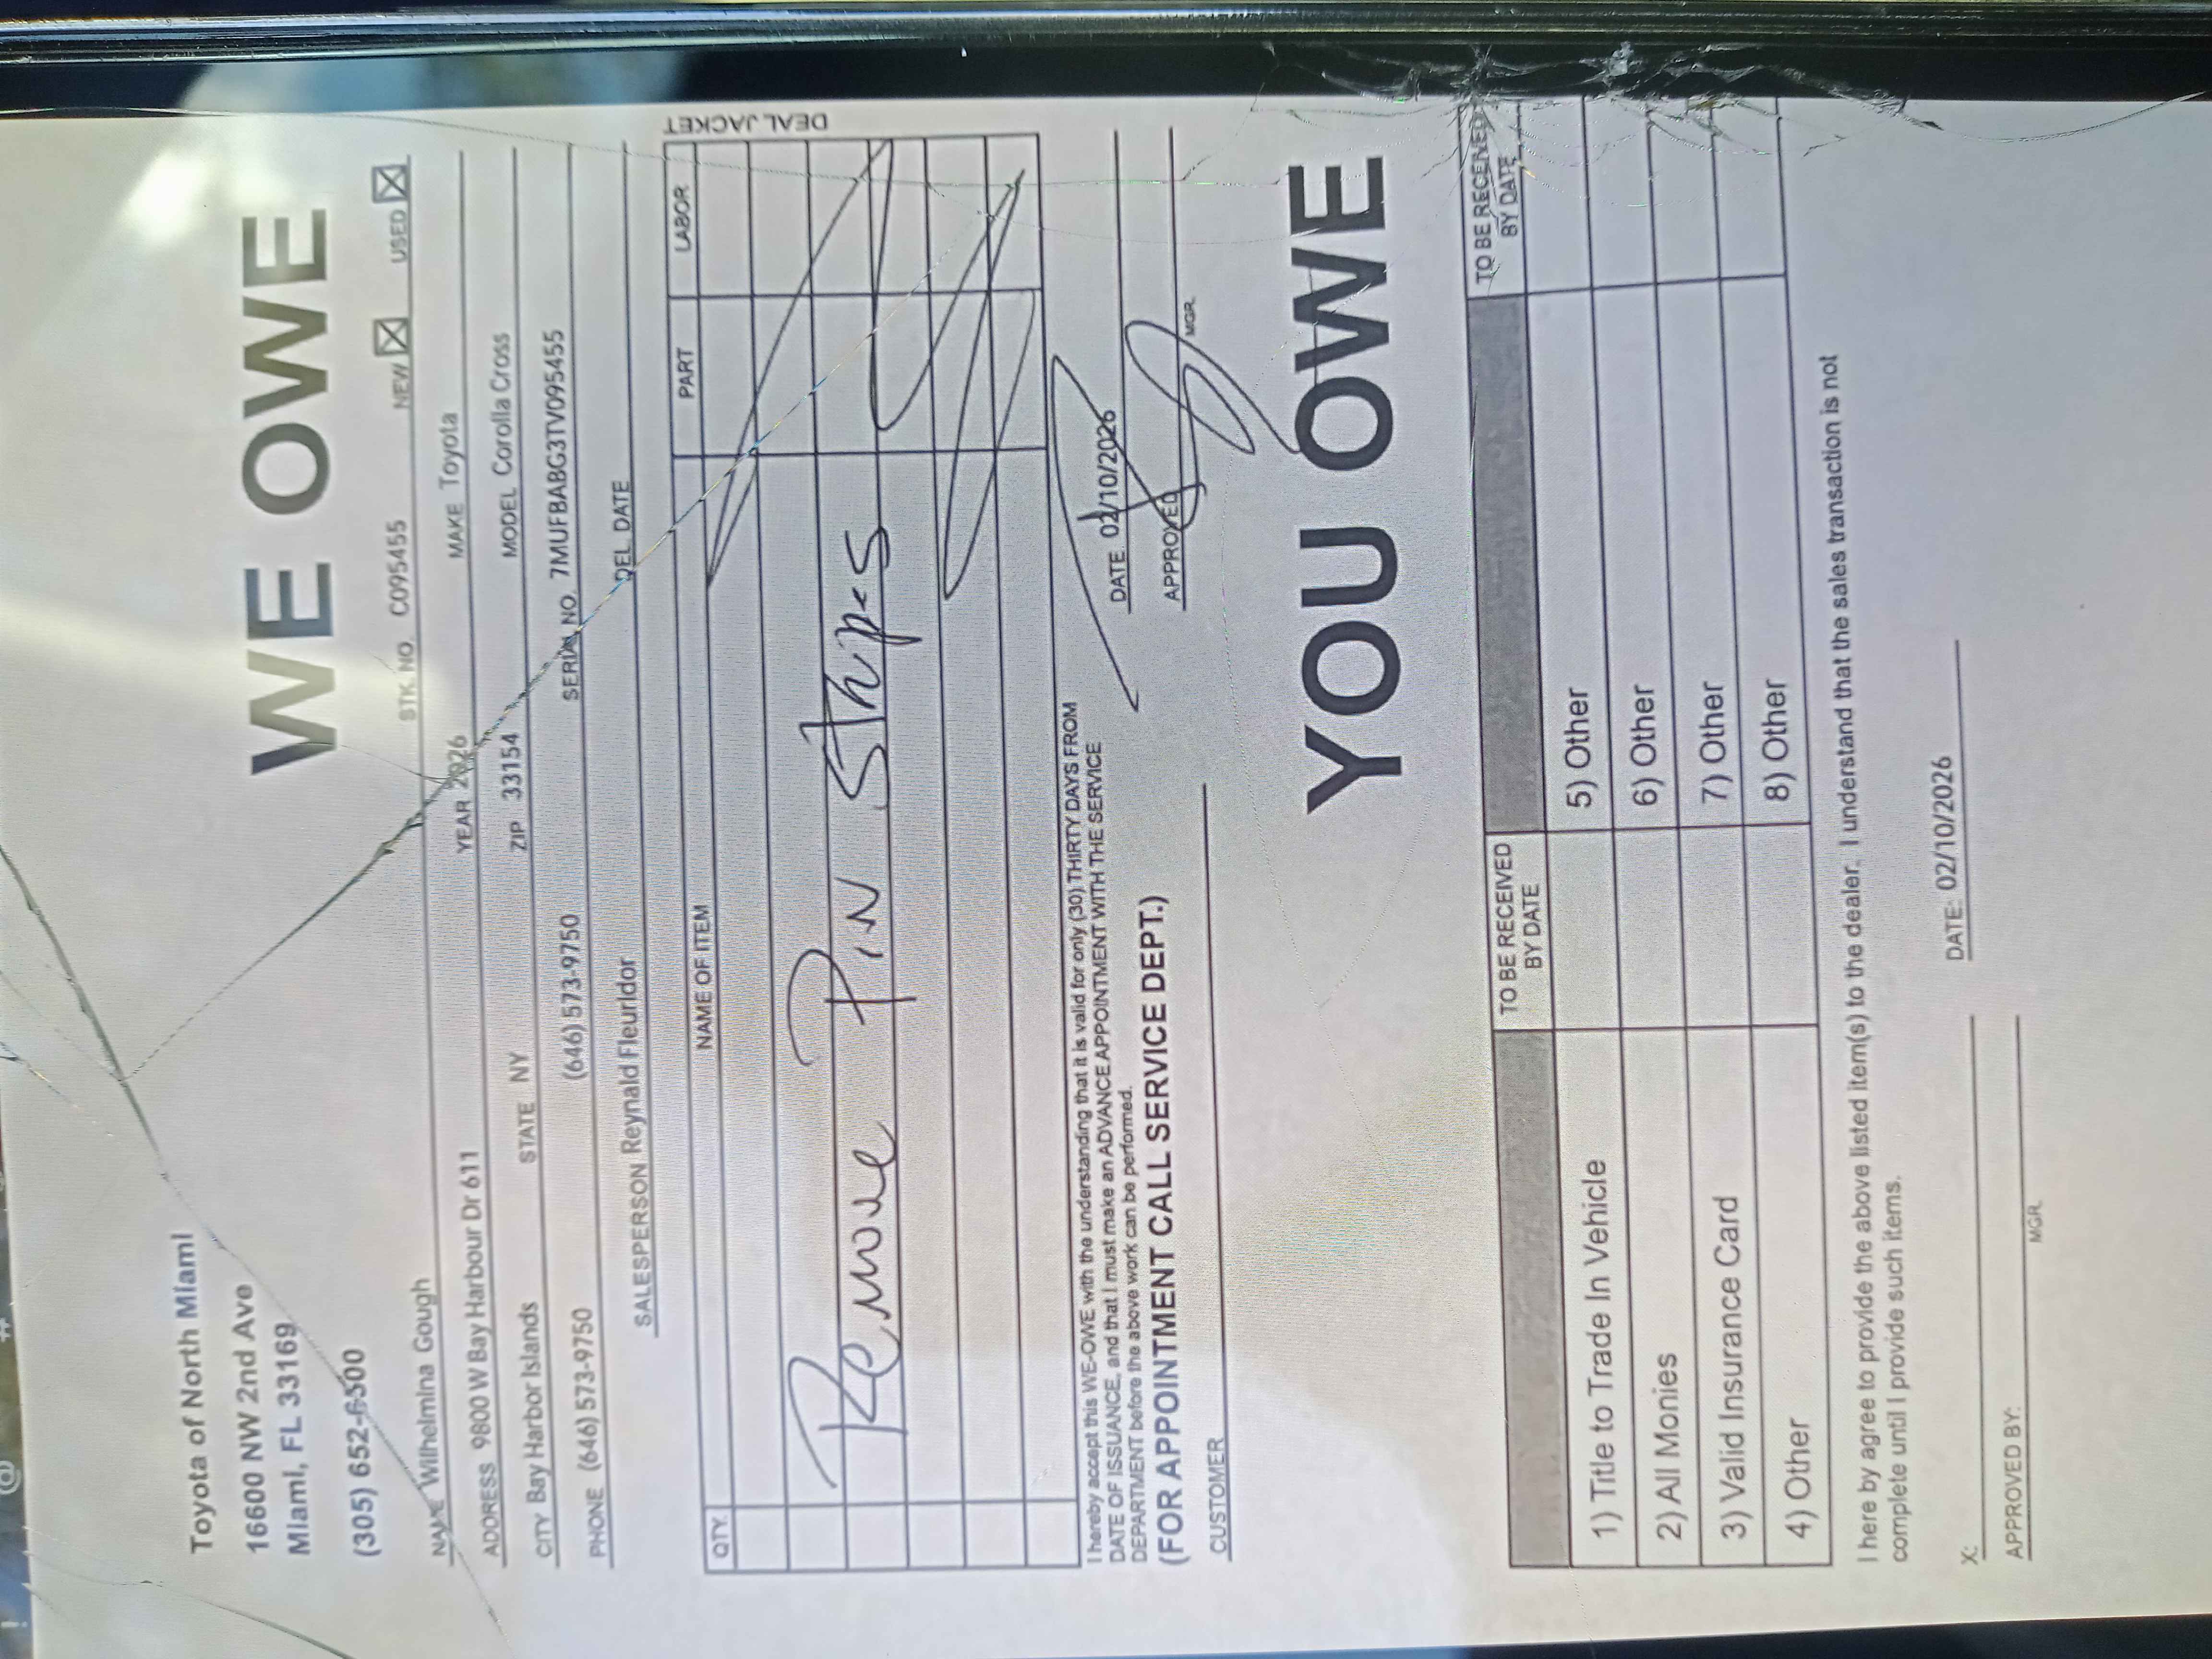 Toyota of North Miami
16600 NW 2nd Ave
Miami, FL 33169
(305) 652-6500
WE OWE
STK. NO. C095455 NEW ☒ USED ☒
NAME Wilhelmina Gough
YEAR 2026 MAKE Toyota
ADDRESS 9800 W Bay Harbour Dr 611
ZIP 33154 MODEL Corolla Cross
CITY Bay Harbor Islands STATE NY
SERIAL NO. 7MUFBABG3TV095455
PHONE (646) 573-9750 (646) 573-9750
DEL DATE
SALESPERSON Reynald Fleuridor
QTY. NAME OF ITEM PART LABOR
DEAL JACKET
Remove Pin Stripes
I hereby accept this WE-OWE with the understanding that it is valid for only (30) THIRTY DAYS FROM
DATE OF ISSUANCE, and that I must make an ADVANCE APPOINTMENT WITH THE SERVICE
DEPARTMENT before the above work can be performed.
(FOR APPOINTMENT CALL SERVICE DEPT.)
DATE 02/10/2026
CUSTOMER
APPROVED
MGR.
YOU OWE
TO BE RECEIVED BY DATE
TO BE RECEIVED BY DATE
1) Title to Trade In Vehicle 5) Other
2) All Monies 6) Other
3) Valid Insurance Card 7) Other
4) Other 8) Other
I here by agree to provide the above listed item(s) to the dealer. I understand that the sales transaction is not
complete until I provide such items.
X: DATE: 02/10/2026
APPROVED BY:
MGR.